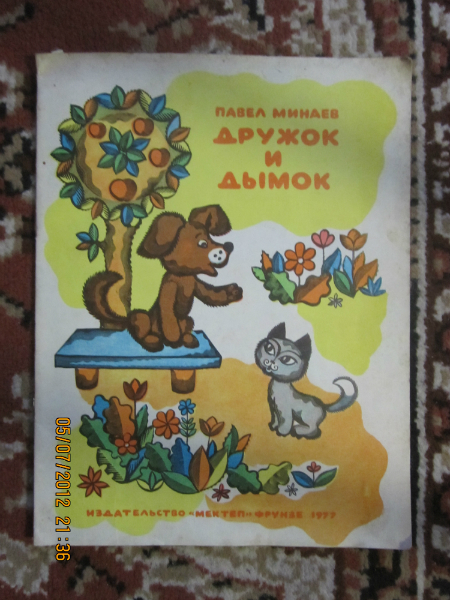 ПАВЕЛ МИНАЕВ
ДРУЖОК
И
ДЫМОК
ИЗДАТЕЛЬСТВО «МЕКТЕП» ФРУНЗЕ 1977
05/07/2012 21:36